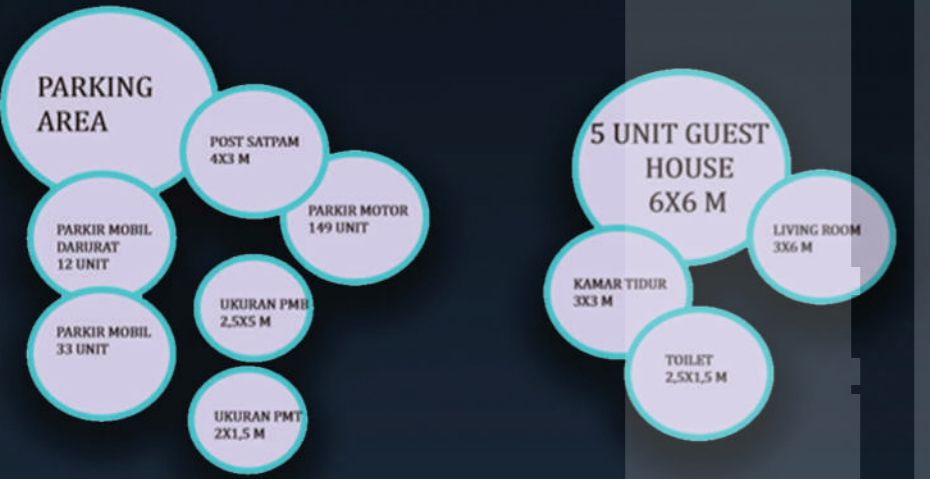 PARKING
AREA
POST SATPAM
4X3 M
PARKIR MOTOR
149 UNIT
PARKIR MOBIL
DARURAT
12 UNIT
UKURAN PMB
2,5X5 M
PARKIR MOBIL
33 UNIT
UKURAN PMT
2X1,5 M
5 UNIT GUEST
HOUSE
6X6 M
LIVING ROOM
3X6 M
KAMAR TIDUR
3X3 M
TOILET
2,5X1,5 M